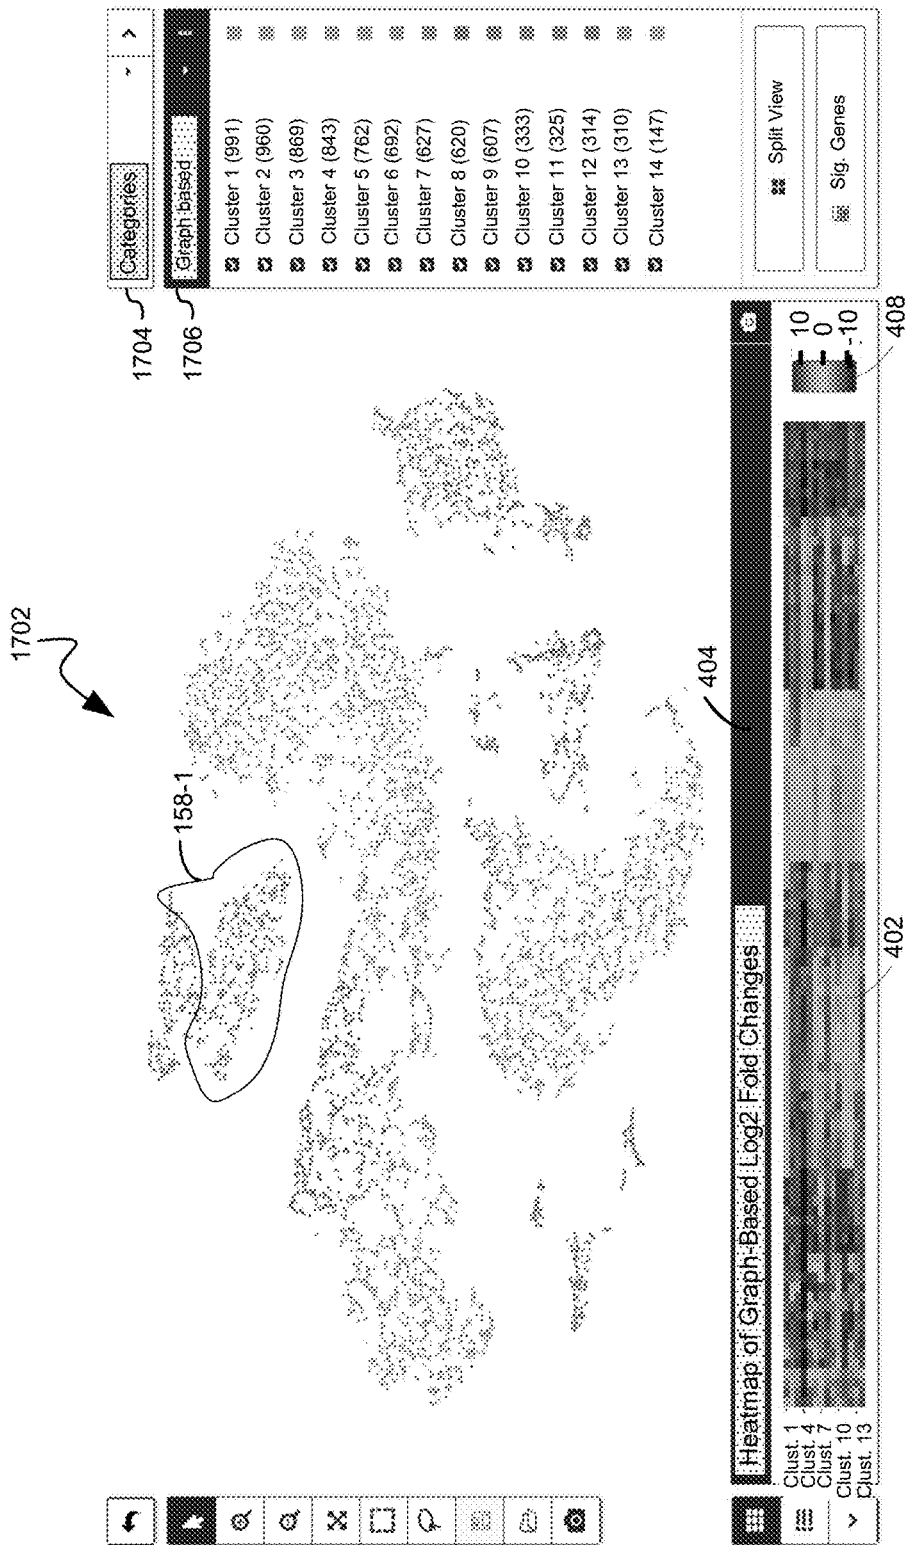 1702
158-1
1704
Categories
1706
Graph based
Cluster 1 (991)
Cluster 2 (960)
Cluster 3 (869)
Cluster 4 (843)
Cluster 5 (762)
Cluster 6 (692)
Cluster 7 (627)
Cluster 8 (620)
Cluster 9 (607)
Cluster 10 (333)
Cluster 11 (325)
Cluster 12 (314)
Cluster 13 (310)
Cluster 14 (147)
Split View
Sig. Genes
404
Heatmap of Graph-Based Log2 Fold Changes
Clust. 1
Clust. 4
Clust. 7
Clust. 10
Clust. 13
10
0
-10
402
408